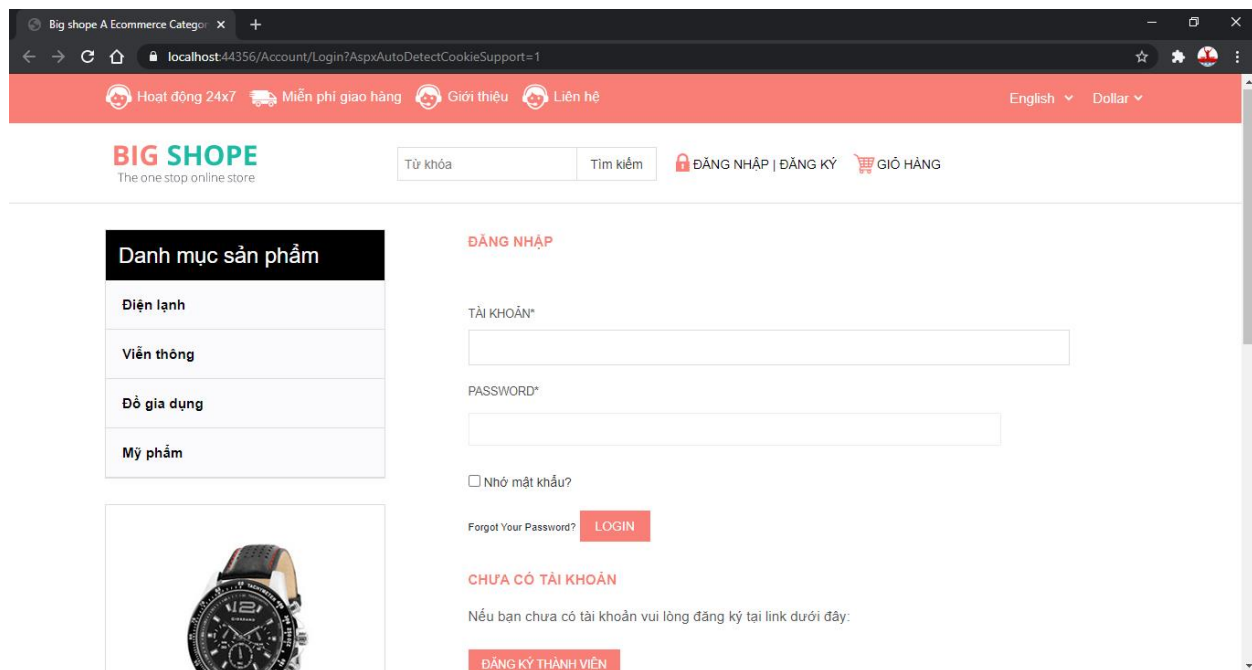 Big shope A Ecommerce Categor
localhost:44356/Account/Login?AspxAutoDetectCookieSupport=1
Hoạt động 24x7 Miễn phí giao hàng Giới thiệu Liên hệ English Dollar
BIG SHOPE
The one stop online store
Từ khóa Tìm kiếm ĐĂNG NHẬP | ĐĂNG KÝ GIỎ HÀNG
Danh mục sản phẩm
Điện lạnh
Viễn thông
Đồ gia dụng
Mỹ phẩm
ĐĂNG NHẬP
TÀI KHOẢN*
PASSWORD*
Nhớ mật khẩu?
Forgot Your Password? LOGIN
CHƯA CÓ TÀI KHOẢN
Nếu bạn chưa có tài khoản vui lòng đăng ký tại link dưới đây:
ĐĂNG KÝ THÀNH VIÊN
TACHYMETER
12
GIORDANO